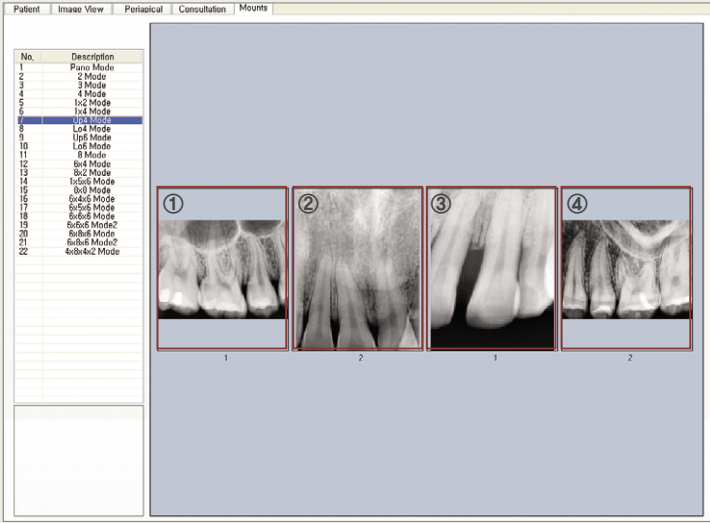 Patient Image View Periapical Consultation Mounts
No, Description
1 Pano Mode
2 2 Mode
3 3 Mode
4 4 Mode
5 1x2 Mode
6 1x4 Mode
7 Up4 Mode
8 Lo4 Mode
9 Up6 Mode
10 Lo6 Mode
11 8 Mode
12 6x4 Mode
13 8x2 Mode
14 1x5x6 Mode
15 0x0 Mode
16 6x4x6 Mode
17 6x5x6 Mode
18 6x6x6 Mode
19 6x6x6 Mode2
20 6x8x6 Mode
21 6x8x6 Mode2
22 4x8x4x2 Mode
① ② ③ ④
1 2 1 2